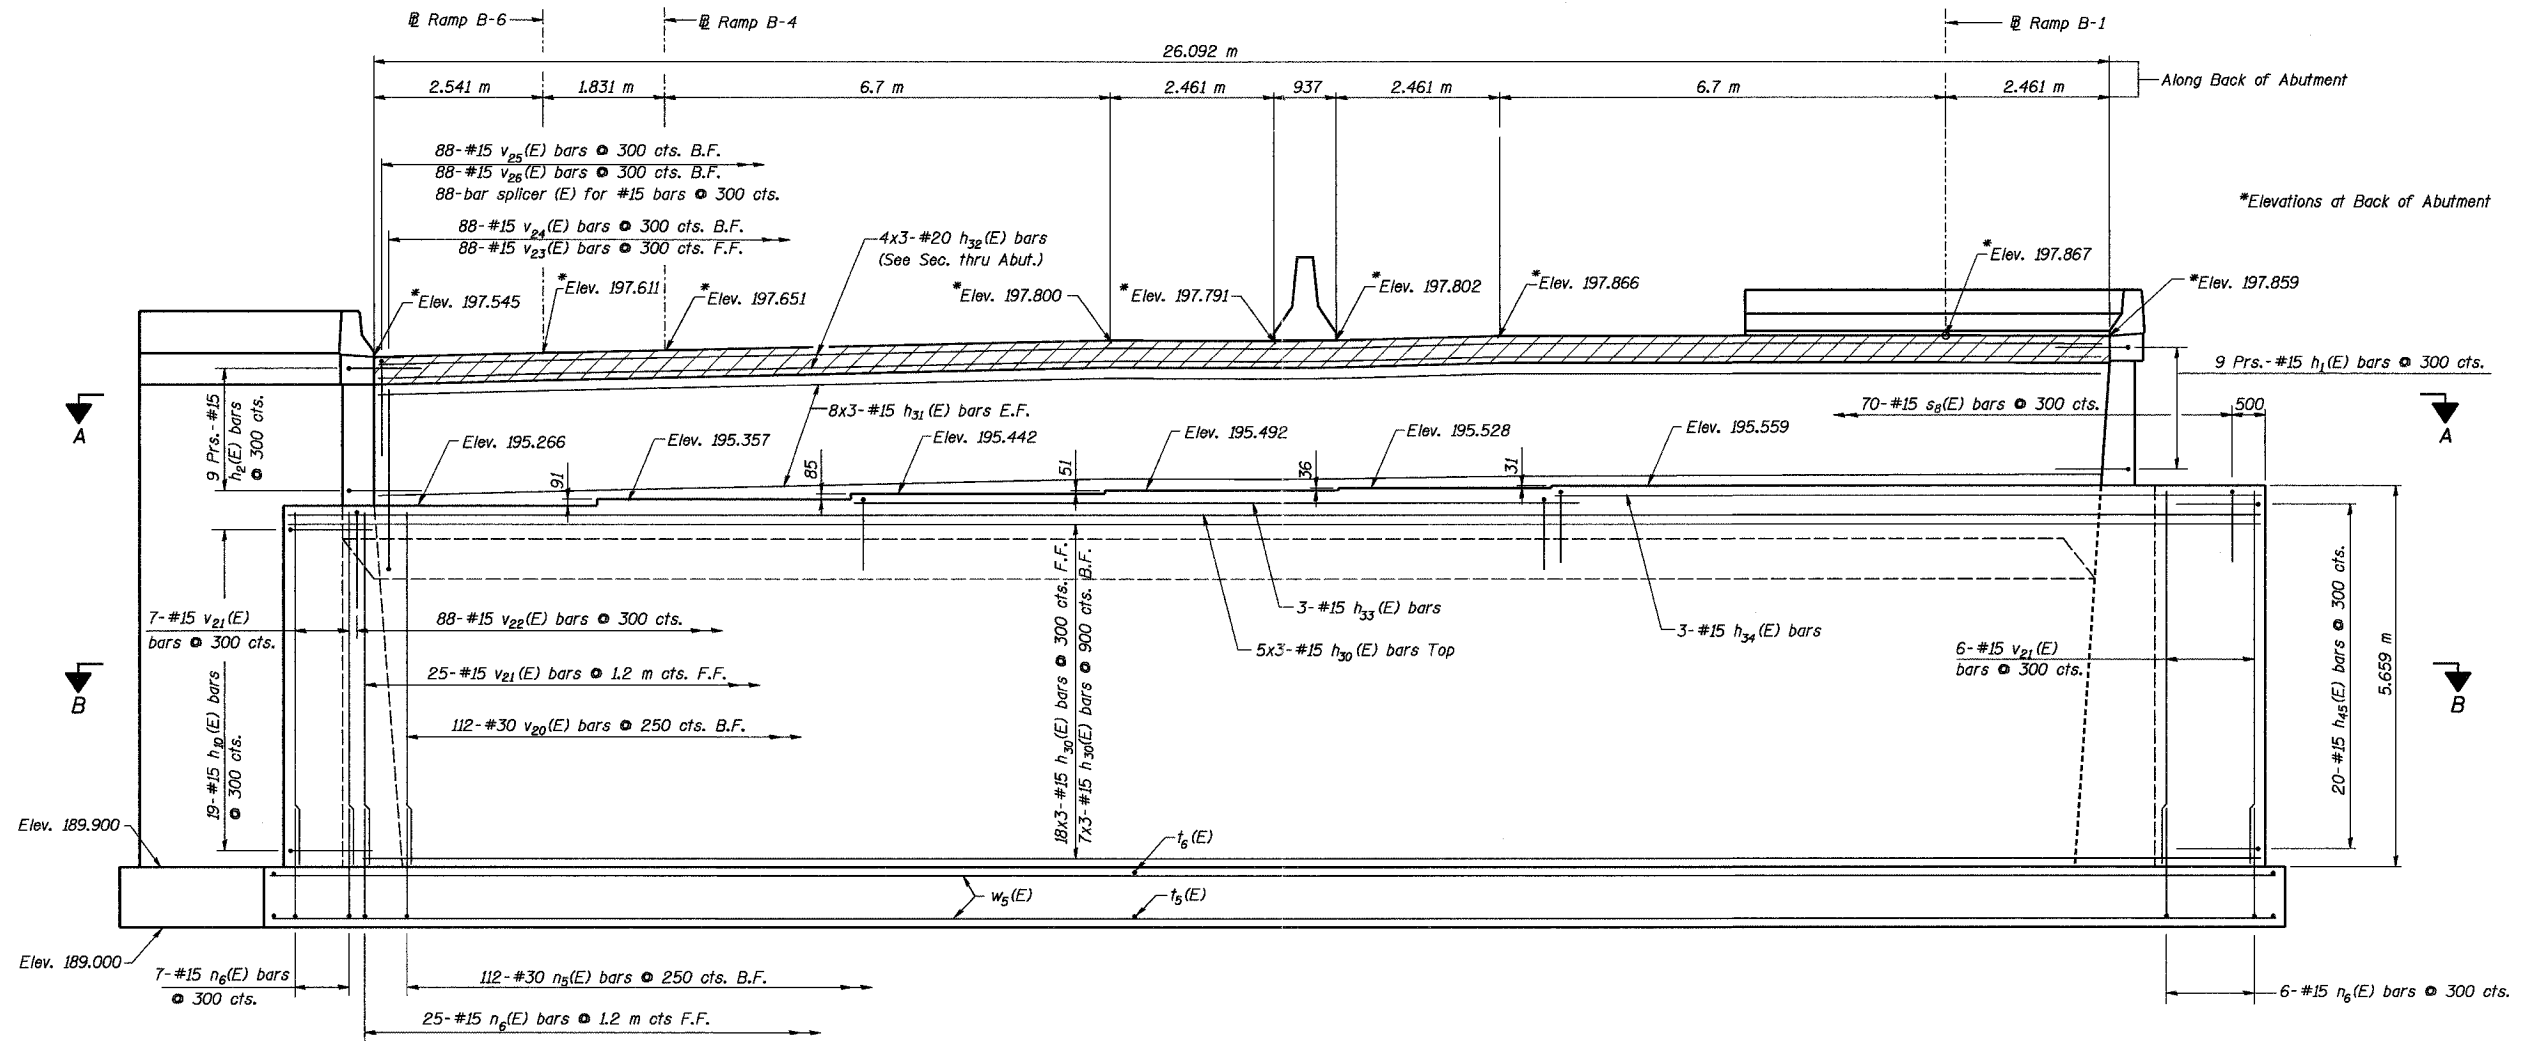 ℄ Ramp B-6
℄ Ramp B-4
℄ Ramp B-1
26.092 m
2.541 m
1.831 m
6.7 m
2.461 m
937
2.461 m
6.7 m
2.461 m
Along Back of Abutment
88-#15 v25(E) bars @ 300 cts. B.F.
88-#15 v26(E) bars @ 300 cts. B.F.
88-bar splicer (E) for #15 bars @ 300 cts.
*Elevations at Back of Abutment
88-#15 v24(E) bars @ 300 cts. B.F.
88-#15 v23(E) bars @ 300 cts. F.F.
4x3-#20 h32(E) bars
(See Sec. thru Abut.)
*Elev. 197.545
*Elev. 197.611
*Elev. 197.651
*Elev. 197.800
*Elev. 197.791
*Elev. 197.802
*Elev. 197.866
*Elev. 197.867
*Elev. 197.859
9 Prs.-#15 h1(E) bars @ 300 cts.
9 Prs.-#15
h2(E) bars
@ 300 cts.
8x3-#15 h31(E) bars E.F.
70-#15 s8(E) bars @ 300 cts.
500
A
A
Elev. 195.266
Elev. 195.357
Elev. 195.442
Elev. 195.492
Elev. 195.528
Elev. 195.559
91
85
51
36
31
7-#15 v21(E)
bars @ 300 cts.
88-#15 v22(E) bars @ 300 cts.
3-#15 h33(E) bars
3-#15 h34(E) bars
5x3-#15 h30(E) bars Top
6-#15 v21(E)
bars @ 300 cts.
25-#15 v21(E) bars @ 1.2 m cts. F.F.
112-#30 v20(E) bars @ 250 cts. B.F.
18x3-#15 h30(E) bars @ 300 cts. F.F.
7x3-#15 h30(E) bars @ 900 cts. B.F.
19-#15 h10(E) bars
@ 300 cts.
20-#15 h45(E) bars @ 300 cts.
5.659 m
B
B
Elev. 189.900
t6(E)
w5(E)
t5(E)
Elev. 189.000
7-#15 n6(E) bars
@ 300 cts.
112-#30 n5(E) bars @ 250 cts. B.F.
6-#15 n6(E) bars @ 300 cts.
25-#15 n6(E) bars @ 1.2 m cts F.F.